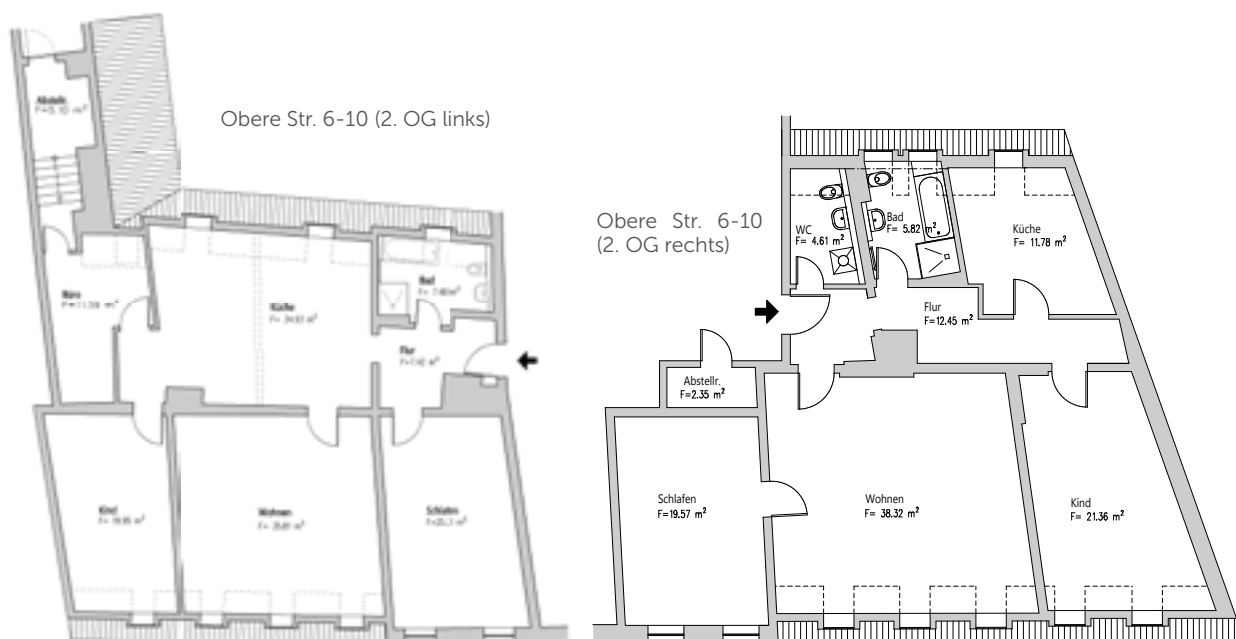 Obere Str. 6-10 (2. OG links)
Abstellr.
Büro
Küche
Bad
Flur
Kind
Wohnen
Schlafen
Obere Str. 6-10
(2. OG rechts)
WC
F= 4.61 m²
Bad
F= 5.82 m²
Küche
F= 11.78 m²
Flur
F=12.45 m²
Abstellr.
F=2.35 m²
Schlafen
F=19.57 m²
Wohnen
F= 38.32 m²
Kind
F= 21.36 m²